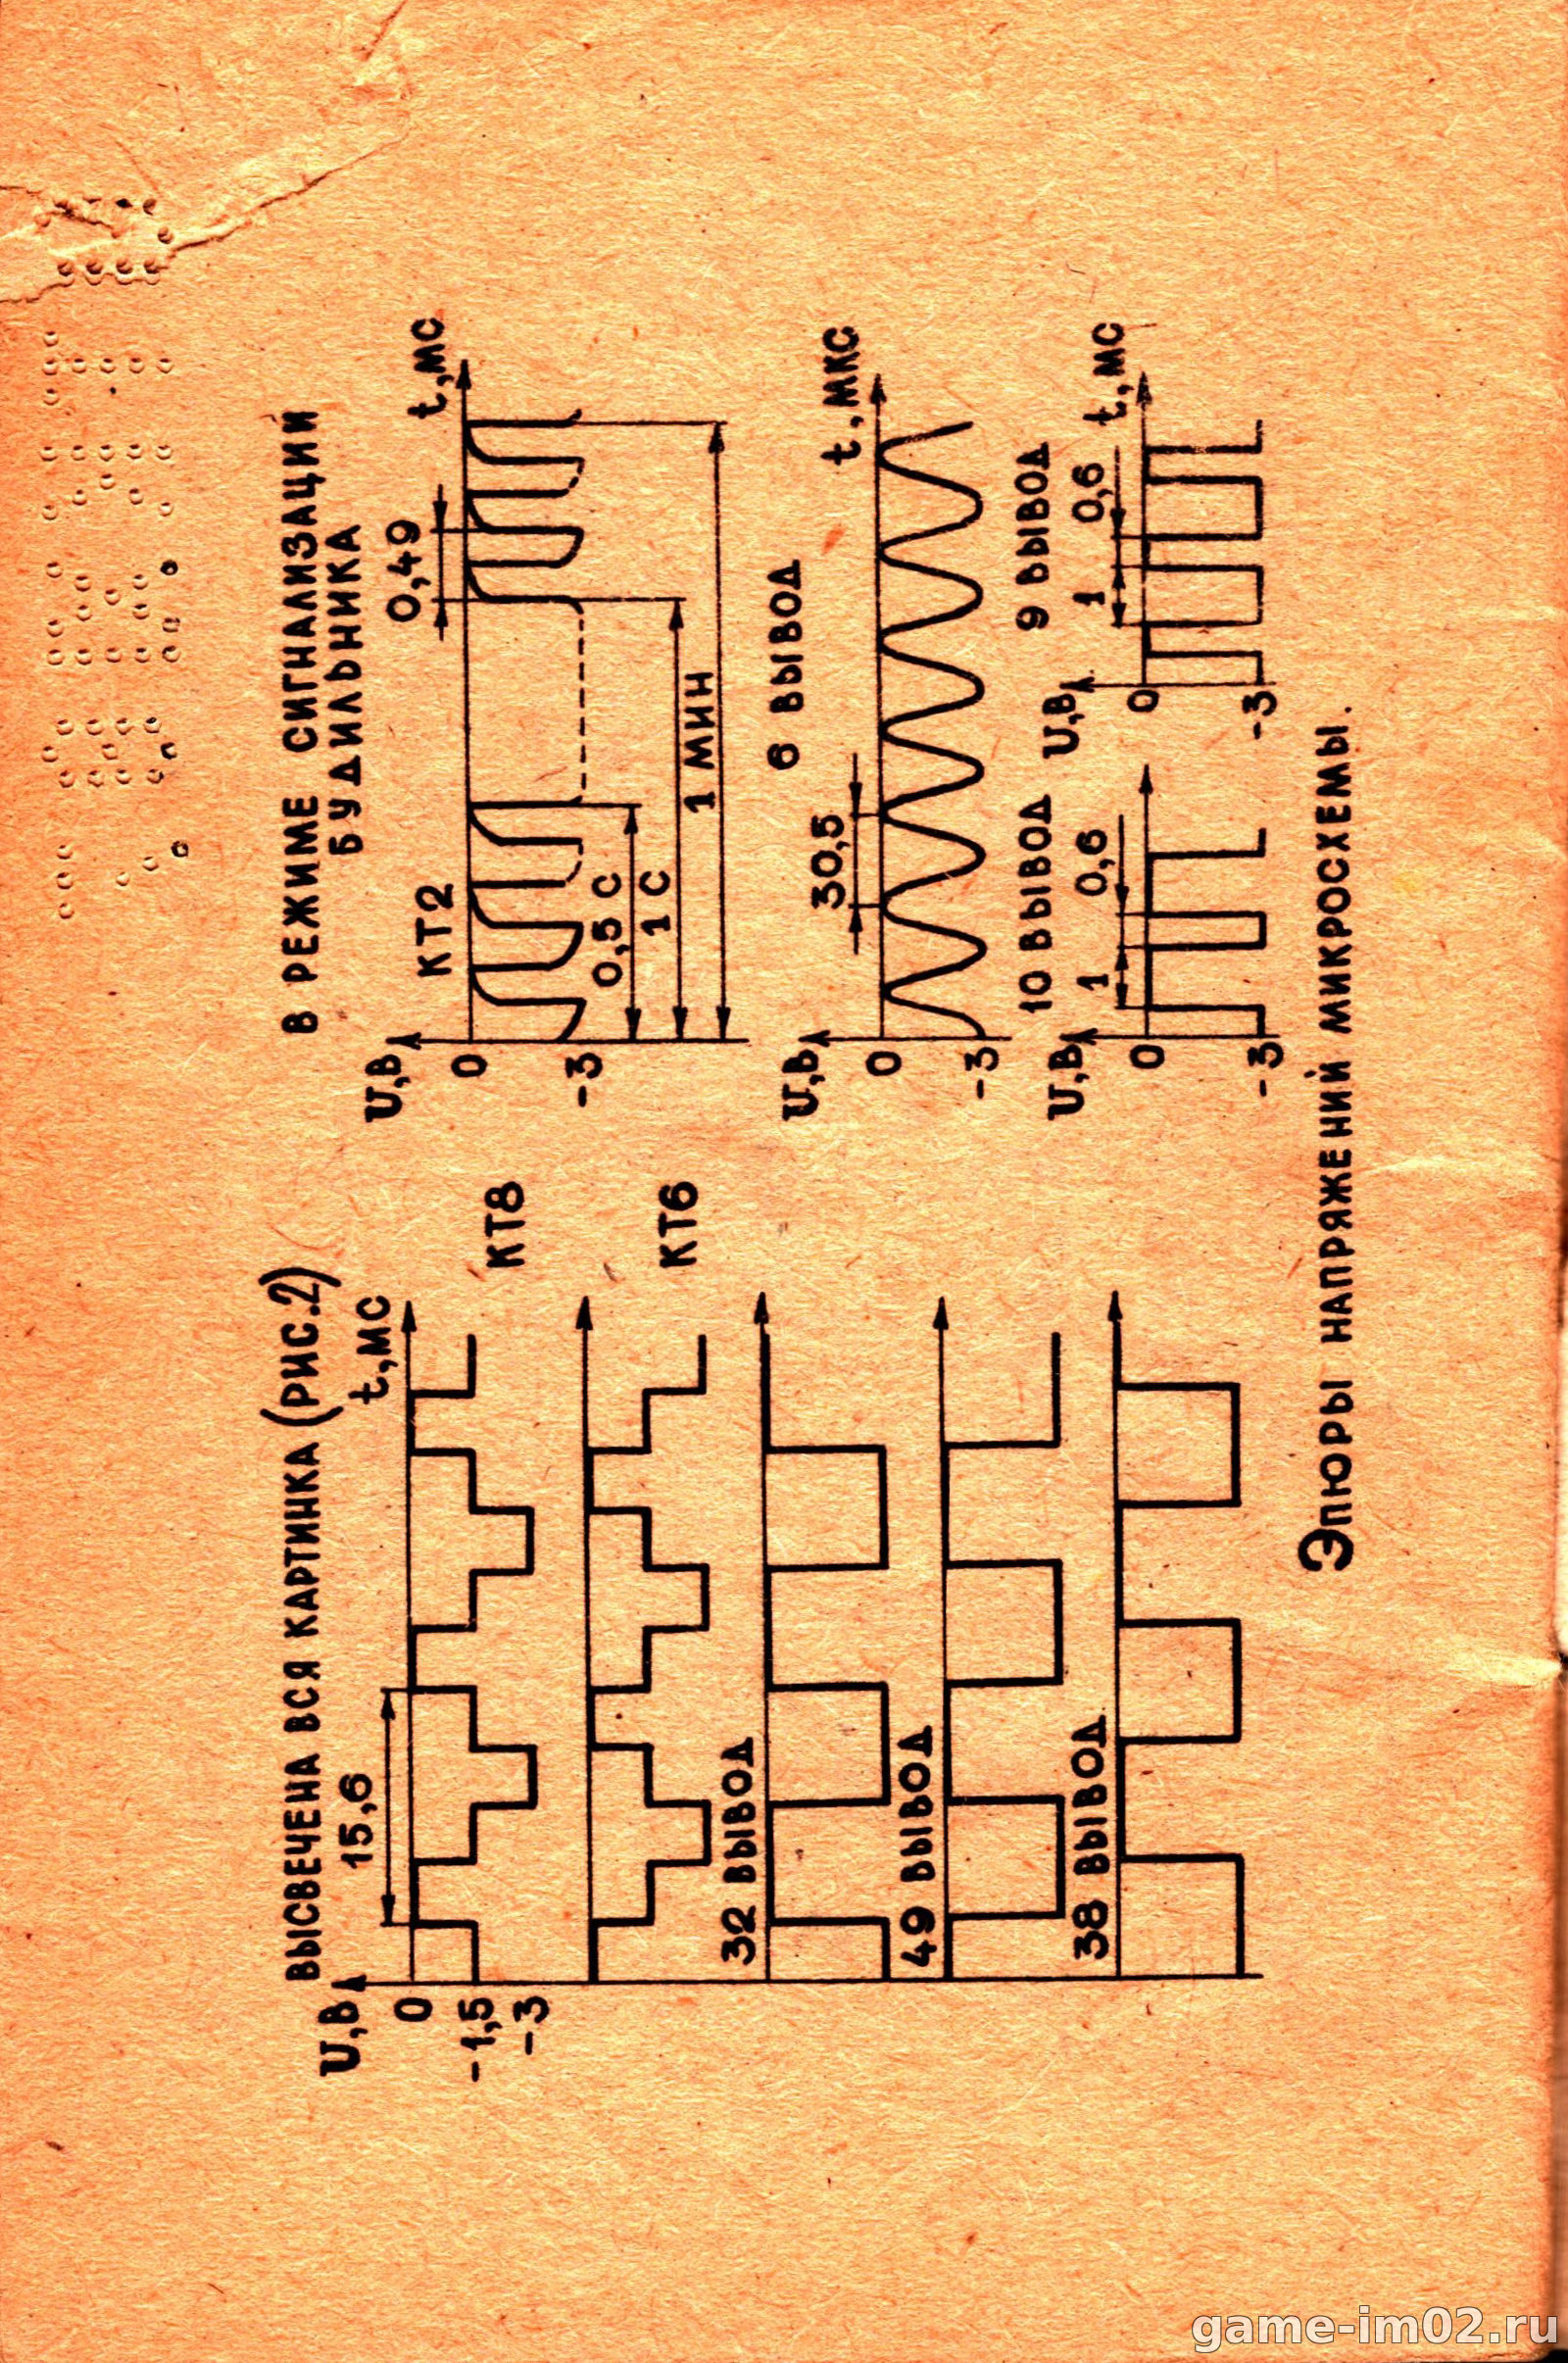 ВЫСВЕЧЕНА ВСЯ КАРТИНКА (РИС.2)
U,В
t,мс
15,6
0
-1,5
-3
КТ8
КТ6
32 ВЫВОД
49 ВЫВОД
38 ВЫВОД
В РЕЖИМЕ СИГНАЛИЗАЦИИ
БУДИЛЬНИКА
U,В
КТ2
0,49
t,мс
0
-3
0,5 С
1 С
1 МИН
6 ВЫВОД
U,В
30,5
t,мкс
0
-3
10 ВЫВОД
U,В
1
0,6
0
-3
9 ВЫВОД
U,В
1
0,6
t,мс
0
-3
Эпюры напряжений микросхемы.
game-im02.ru